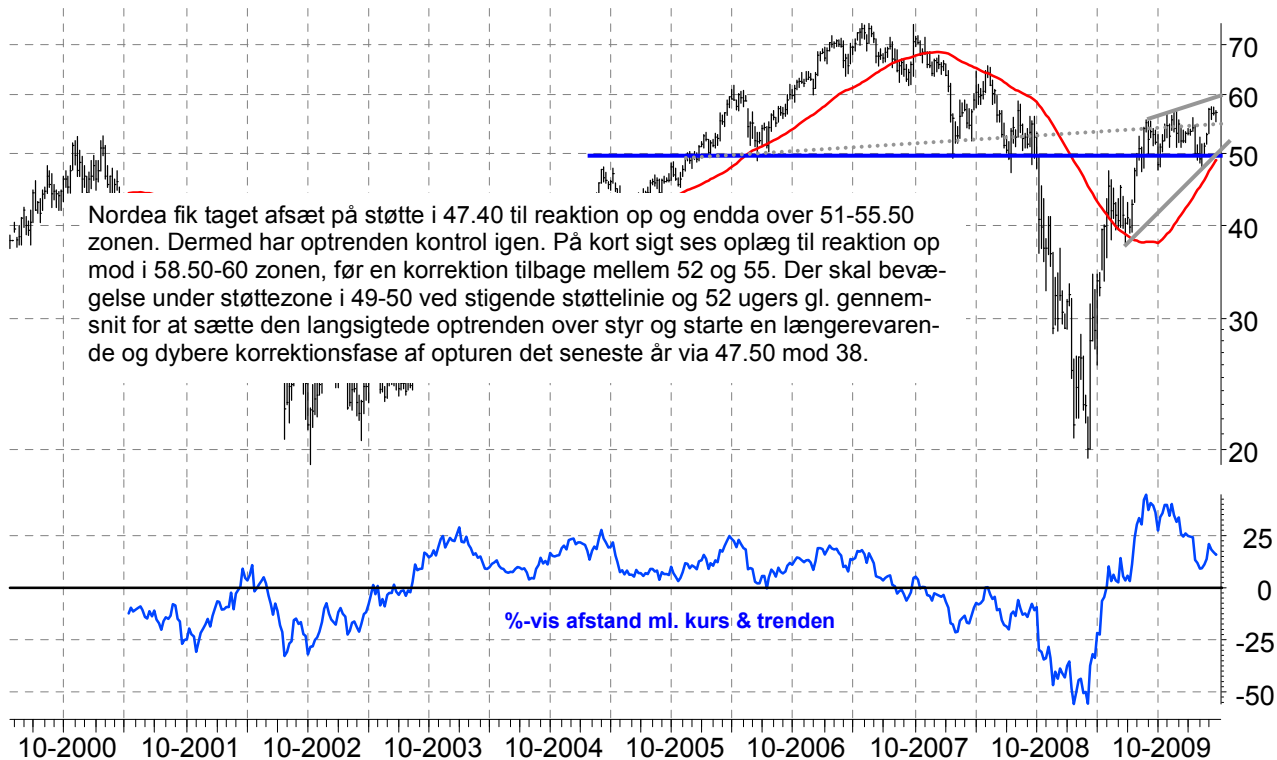 70
60
50
40
30
20
Nordea fik taget afsæt på støtte i 47.40 til reaktion op og endda over 51-55.50
zonen. Dermed har optrenden kontrol igen. På kort sigt ses oplæg til reaktion op
mod i 58.50-60 zonen, før en korrektion tilbage mellem 52 og 55. Der skal bevæ-
gelse under støttezone i 49-50 ved stigende støttelinie og 52 ugers gl. gennem-
snit for at sætte den langsigtede optrenden over styr og starte en længerevaren-
de og dybere korrektionsfase af opturen det seneste år via 47.50 mod 38.
25
0
-25
-50
%-vis afstand ml. kurs & trenden
10-2000 10-2001 10-2002 10-2003 10-2004 10-2005 10-2006 10-2007 10-2008 10-2009